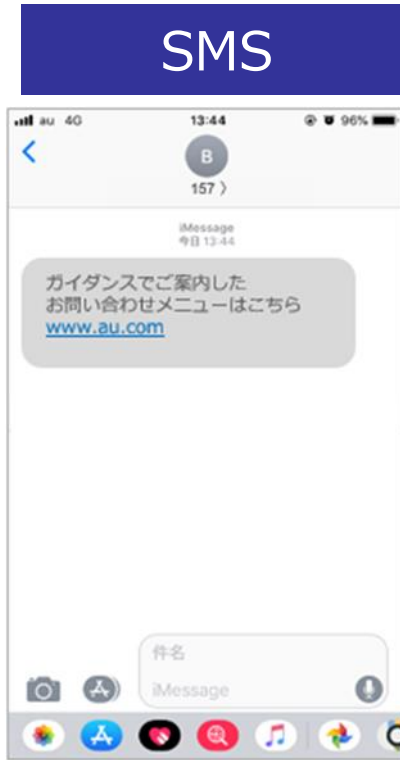 SMS
au 4G 13:44 96%
B
157 〉
iMessage
今日 13:44
ガイダンスでご案内した
お問い合わせメニューはこちら
www.au.com
件名
iMessage